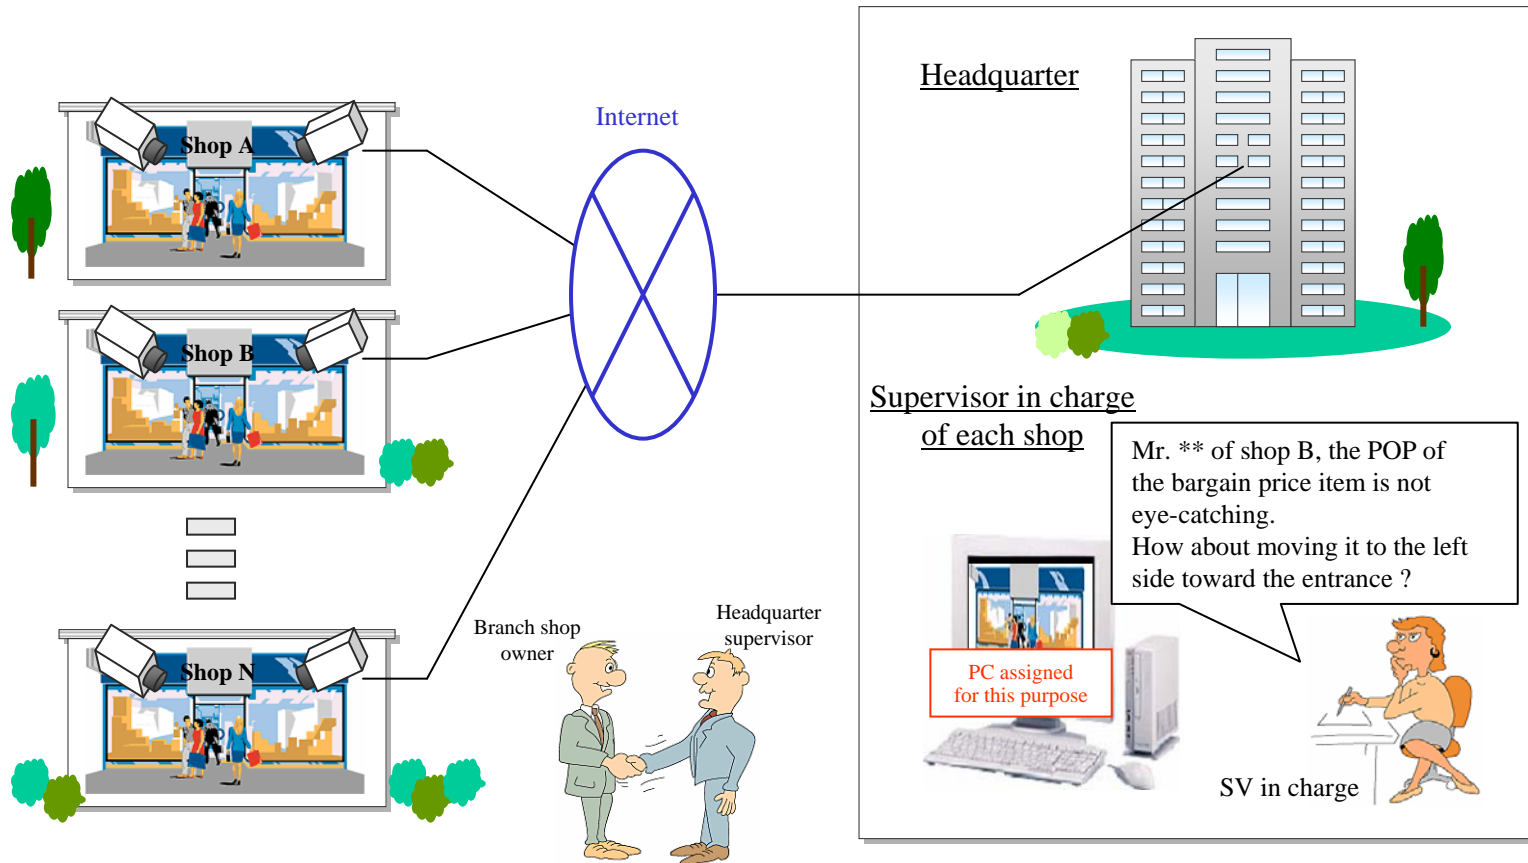 Headquarter
Internet
Shop A
Shop B
Shop N
Supervisor in charge
of each shop
Mr. ** of shop B, the POP of
the bargain price item is not
eye-catching.
How about moving it to the left
side toward the entrance ?
Branch shop
owner
Headquarter
supervisor
PC assigned
for this purpose
SV in charge